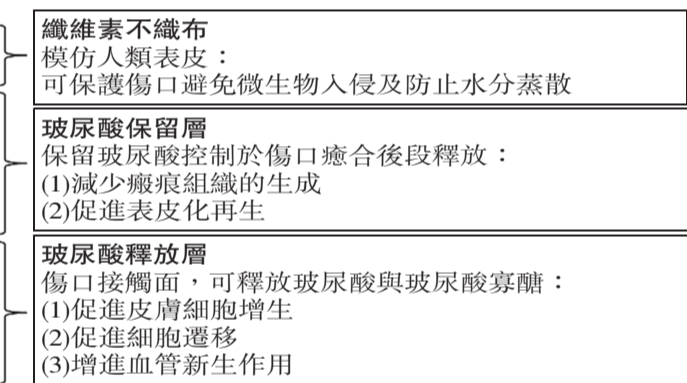 纖維素不織布
模仿人類表皮：
可保護傷口避免微生物入侵及防止水分蒸散
玻尿酸保留層
保留玻尿酸控制於傷口癒合後段釋放：
(1)減少瘢痕組織的生成
(2)促進表皮化再生
玻尿酸釋放層
傷口接觸面，可釋放玻尿酸與玻尿酸寡醣：
(1)促進皮膚細胞增生
(2)促進細胞遷移
(3)增進血管新生作用